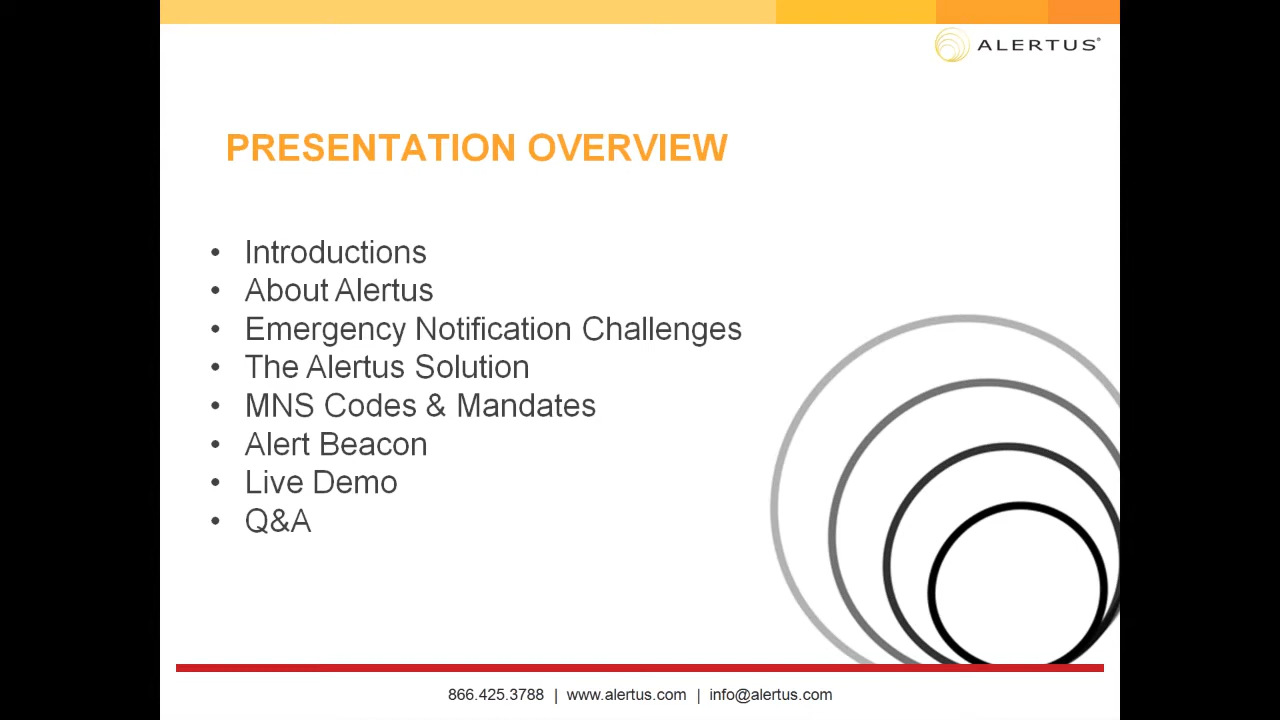 ALERTUS®
PRESENTATION OVERVIEW
• Introductions
• About Alertus
• Emergency Notification Challenges
• The Alertus Solution
• MNS Codes & Mandates
• Alert Beacon
• Live Demo
• Q&A
866.425.3788 | www.alertus.com | info@alertus.com